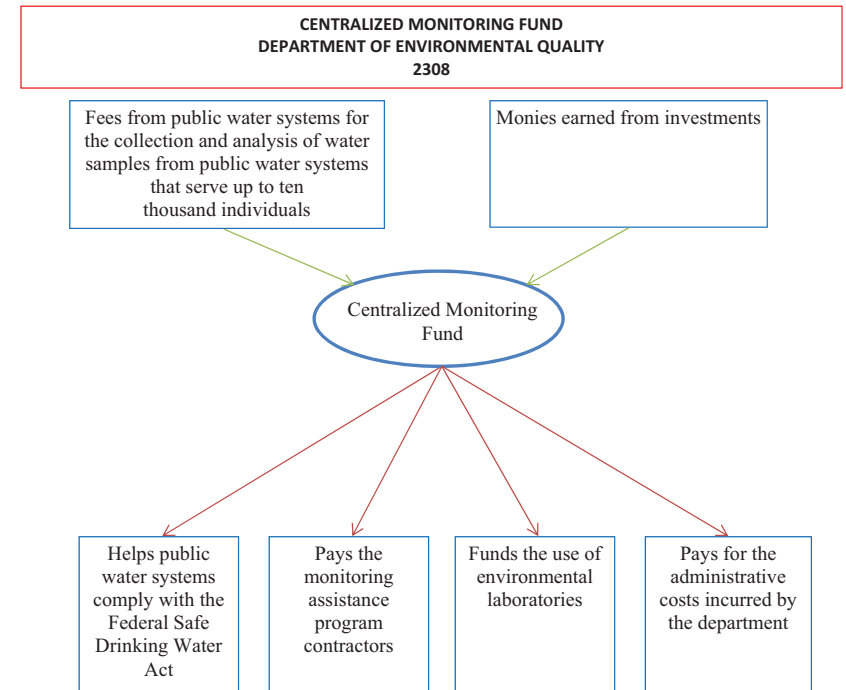 CENTRALIZED MONITORING FUND
DEPARTMENT OF ENVIRONMENTAL QUALITY
2308
Fees from public water systems for
the collection and analysis of water
samples from public water systems
that serve up to ten
thousand individuals
Monies earned from investments
Centralized Monitoring
Fund
Helps public
water systems
comply with the
Federal Safe
Drinking Water
Act
Pays the
monitoring
assistance
program
contractors
Funds the use of
environmental
laboratories
Pays for the
administrative
costs incurred by
the department